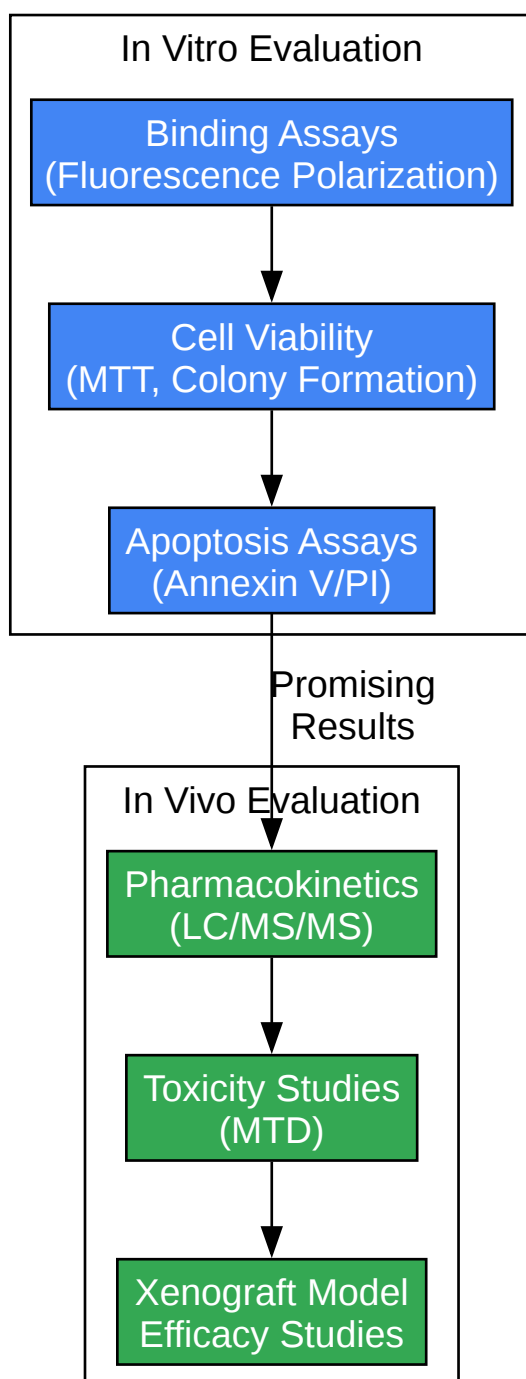 In Vitro Evaluation
Binding Assays
(Fluorescence Polarization)
Cell Viability
(MTT, Colony Formation)
Apoptosis Assays
(Annexin V/PI)
Promising
Results
In Vivo Evaluation
Pharmacokinetics
(LC/MS/MS)
Toxicity Studies
(MTD)
Xenograft Model
Efficacy Studies